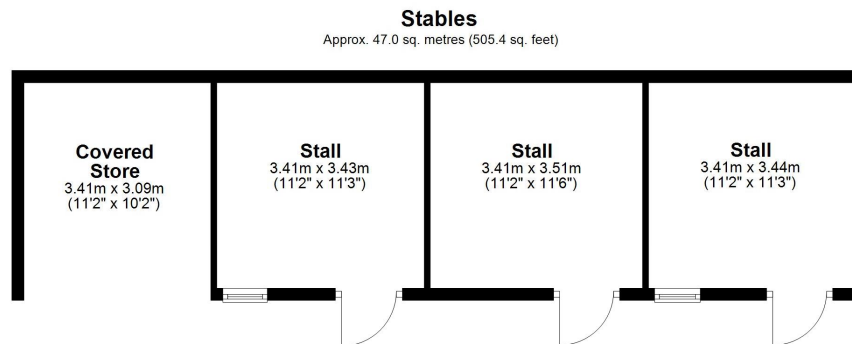 Stables
Approx. 47.0 sq. metres (505.4 sq. feet)
Covered
Store
3.41m x 3.09m
(11'2" x 10'2")
Stall
3.41m x 3.43m
(11'2" x 11'3")
Stall
3.41m x 3.51m
(11'2" x 11'6")
Stall
3.41m x 3.44m
(11'2" x 11'3")